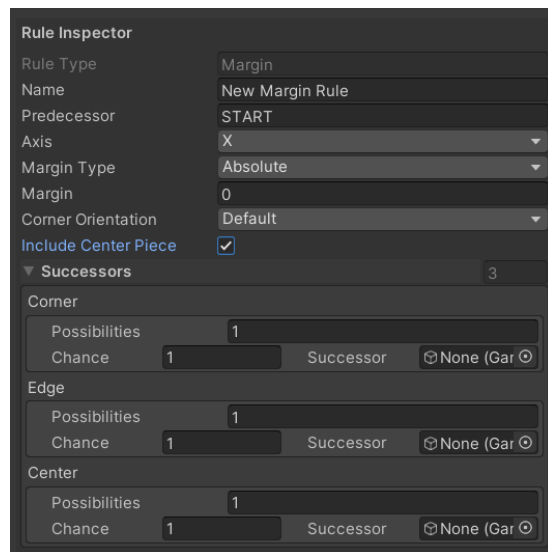 Rule Inspector
Rule Type Margin
Name New Margin Rule
Predecessor START
Axis X
Margin Type Absolute
Margin 0
Corner Orientation Default
Include Center Piece
Successors 3
Corner
Possibilities 1
Chance 1 Successor None (Gar
Edge
Possibilities 1
Chance 1 Successor None (Gar
Center
Possibilities 1
Chance 1 Successor None (Gar